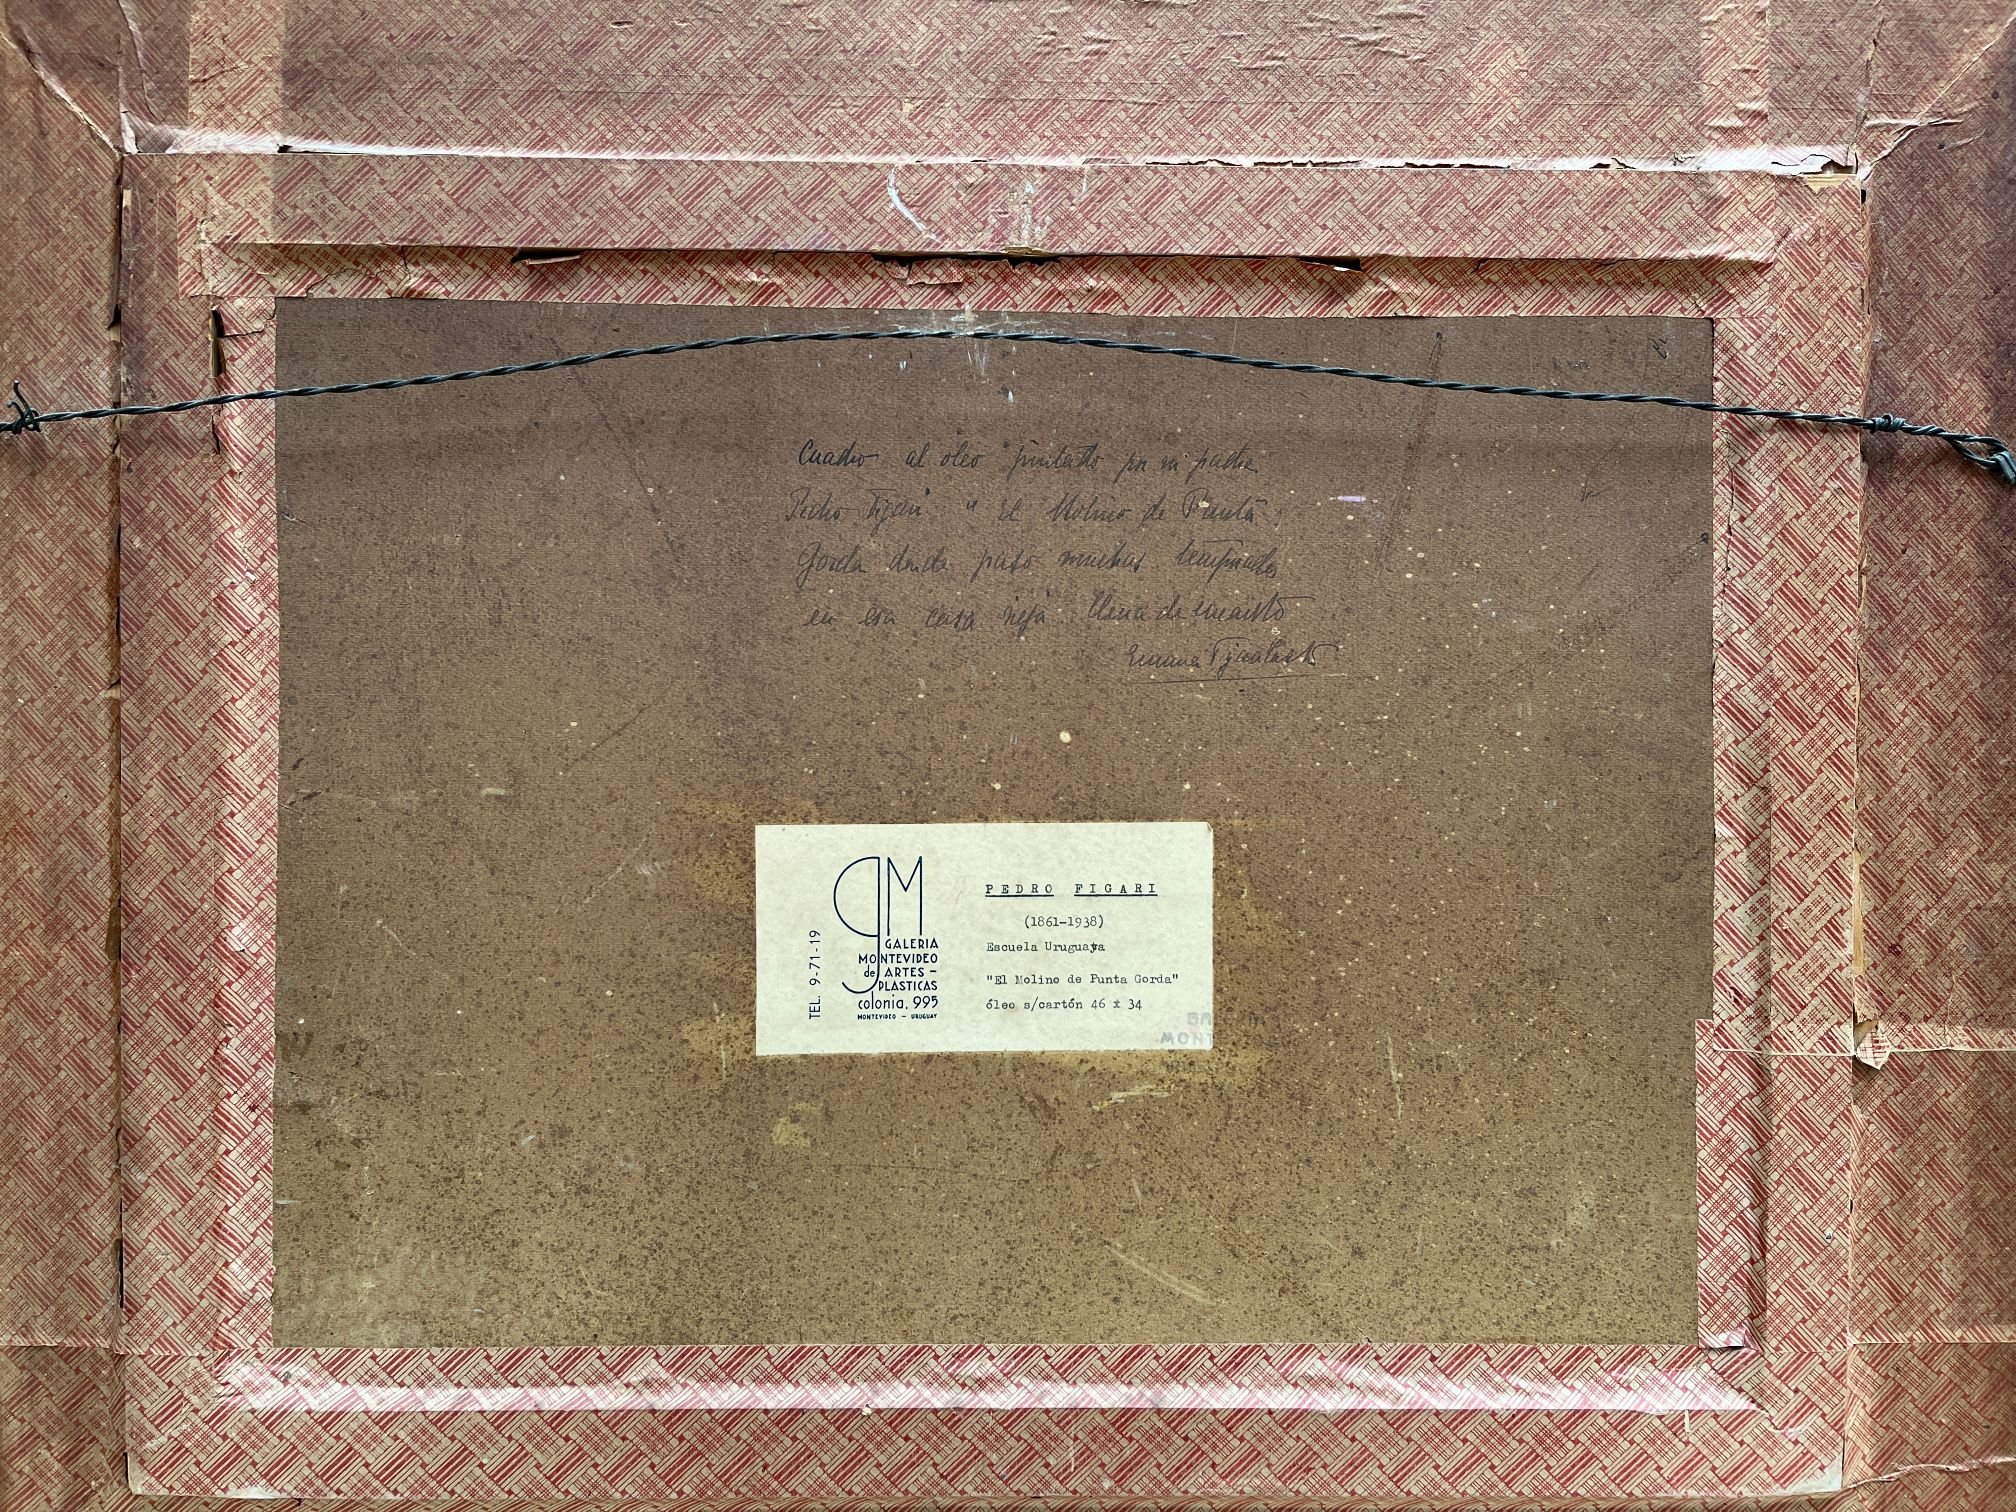 Cuadro al oleo pintado por mi padre
Pedro Figari "El Molino de Punta
Gorda donde paso muchas
en esa casa vieja llena de encanto
GM
GALERIA
MONTEVIDEO
de ARTES –
PLASTICAS
colonia, 995
MONTEVIDEO – URUGUAY
TEL. 9-71-19
PEDRO FIGARI
(1861-1938)
Escuela Uruguaya
"El Molino de Punta Gorda"
óleo s/cartón 46 x 34